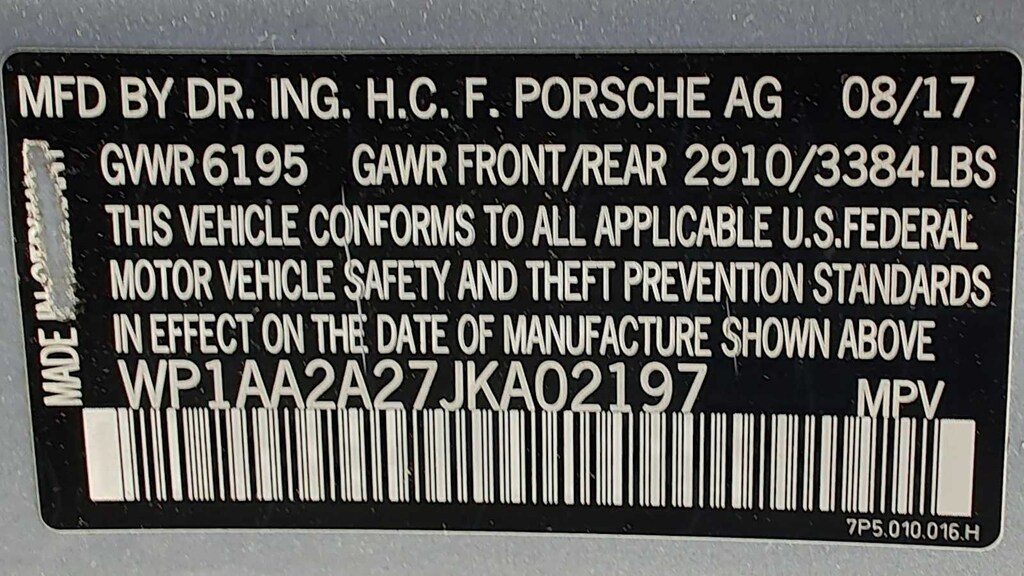 MFD BY DR. ING. H.C. F. PORSCHE AG 08/17
GVWR 6195 GAWR FRONT/REAR 2910/3384 LBS
THIS VEHICLE CONFORMS TO ALL APPLICABLE U.S.FEDERAL
MOTOR VEHICLE SAFETY AND THEFT PREVENTION STANDARDS
IN EFFECT ON THE DATE OF MANUFACTURE SHOWN ABOVE
WP1AA2A27JKA02197 MPV
MADE IN
7P5.010.016.H